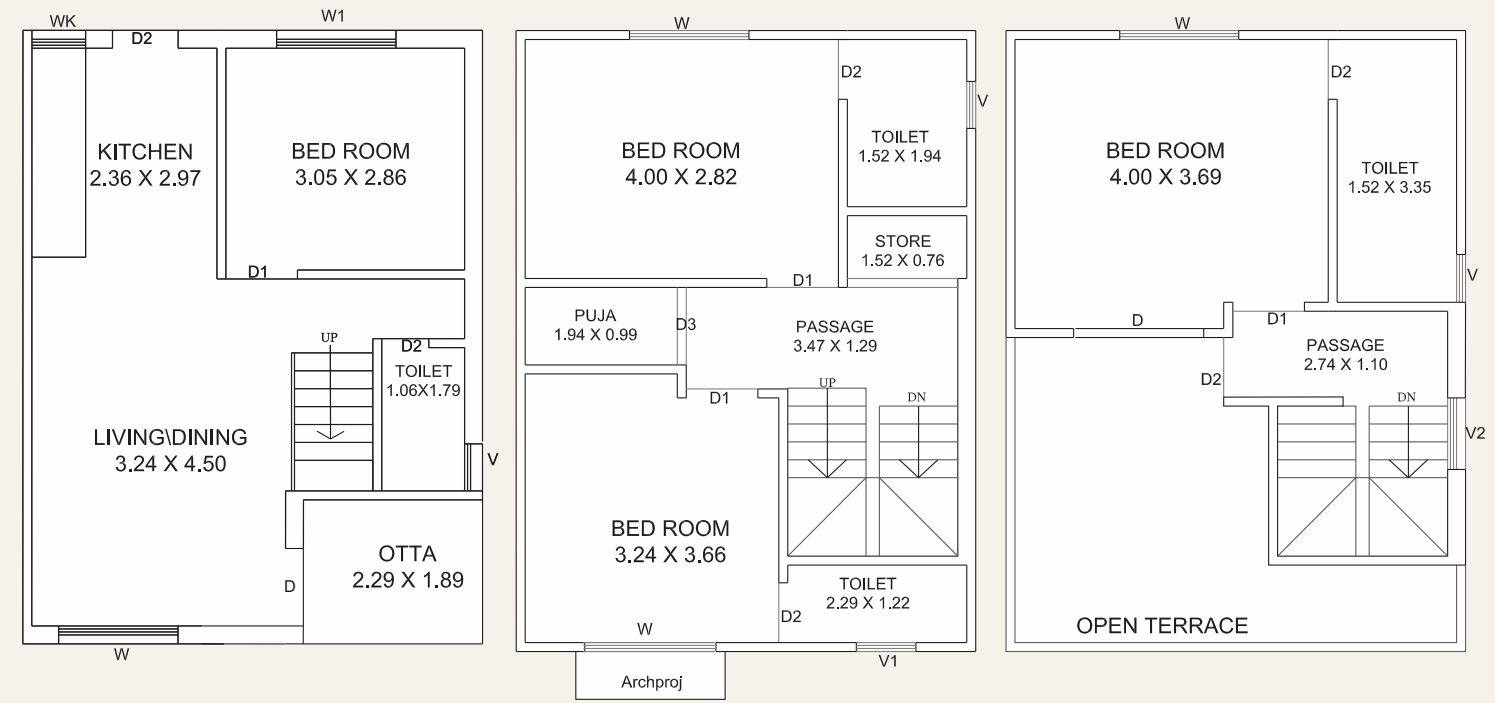 WK
D2
W1
KITCHEN
2.36 X 2.97
BED ROOM
3.05 X 2.86
D1
UP
D2
TOILET
1.06X1.79
LIVING\DINING
3.24 X 4.50
V
OTTA
2.29 X 1.89
D
W
W
D2
V
BED ROOM
4.00 X 2.82
TOILET
1.52 X 1.94
STORE
1.52 X 0.76
D1
PUJA
1.94 X 0.99
D3
PASSAGE
3.47 X 1.29
D1
UP
DN
BED ROOM
3.24 X 3.66
TOILET
2.29 X 1.22
D2
W
V1
Archproj
W
D2
BED ROOM
4.00 X 3.69
TOILET
1.52 X 3.35
V
D
D1
PASSAGE
2.74 X 1.10
D2
DN
V2
OPEN TERRACE